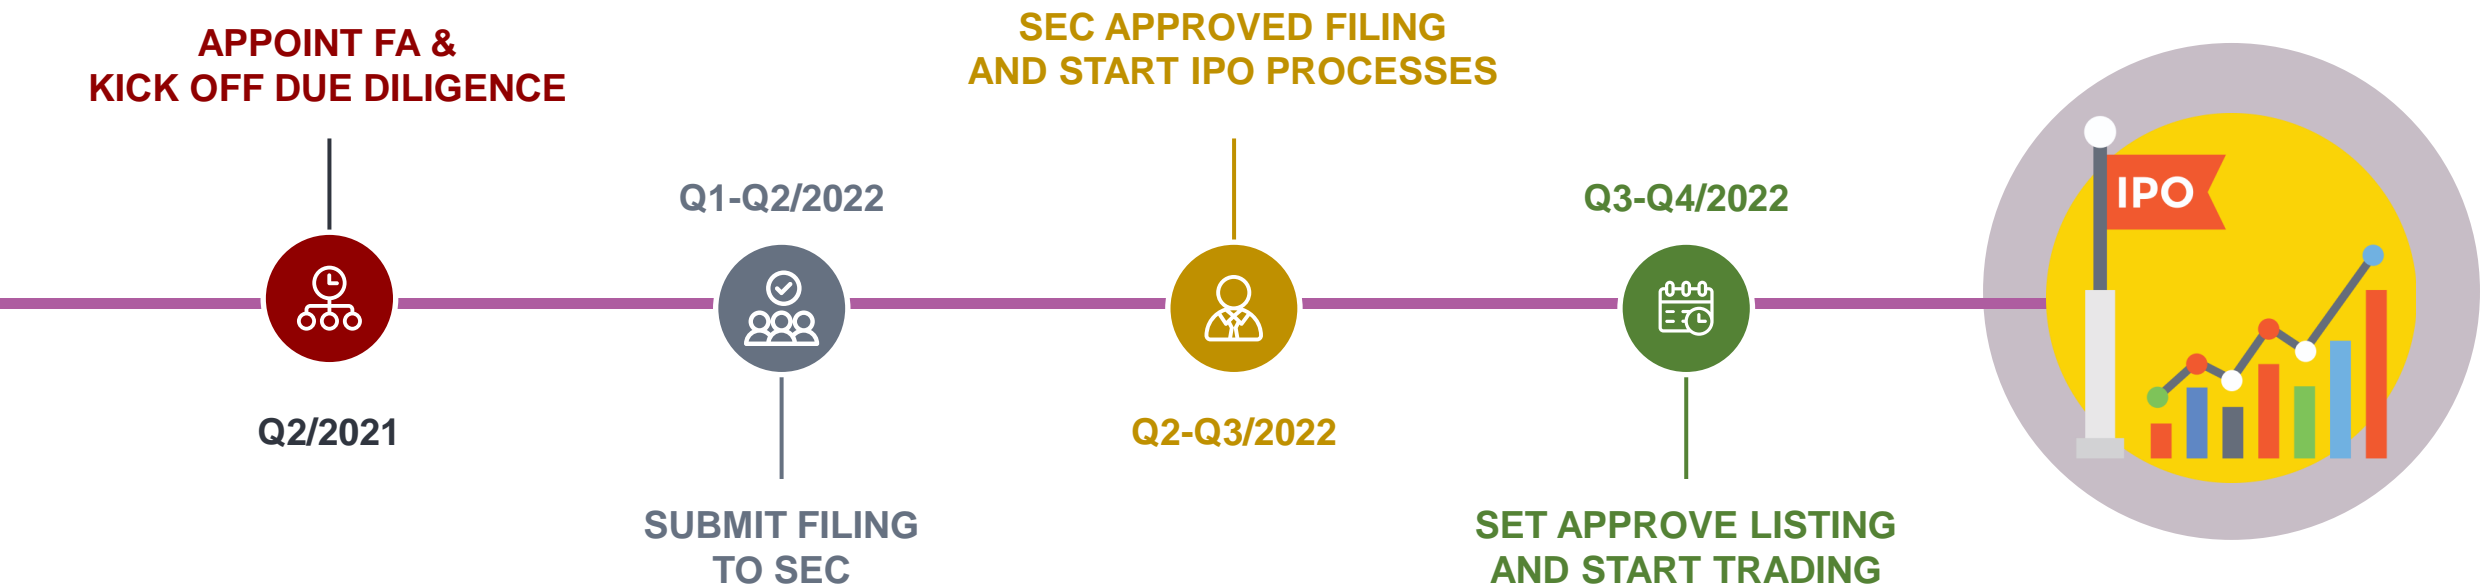 APPOINT FA &
KICK OFF DUE DILIGENCE
Q2/2021
Q1-Q2/2022
SUBMIT FILING
TO SEC
SEC APPROVED FILING
AND START IPO PROCESSES
Q2-Q3/2022
Q3-Q4/2022
SET APPROVE LISTING
AND START TRADING
IPO